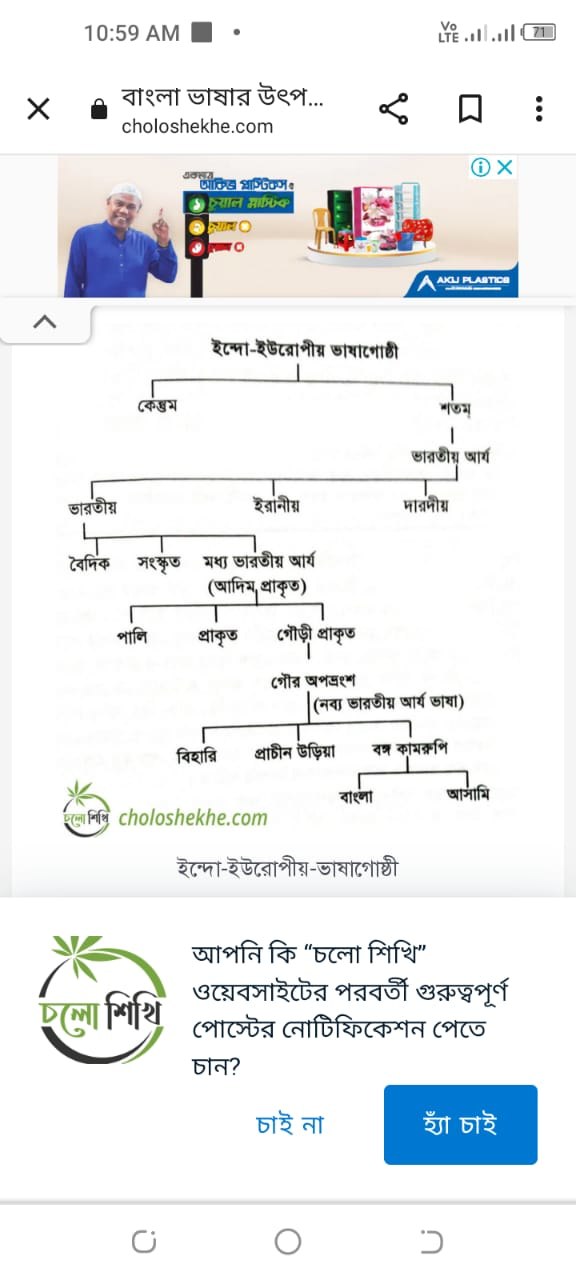 10:59 AM
Vo
LTE
71
বাংলা ভাষার উৎপ...
choloshekhe.com
একমাত্র
আকিজ প্লাস্টিকস
AKIJ PLASTICS
ইন্দো-ইউরোপীয় ভাষাগোষ্ঠী
কেন্তুম শতম্
ভারতীয় আর্য
ভারতীয় ইরানীয় দারদীয়
বৈদিক সংস্কৃত মধ্য ভারতীয় আর্য
(আদিম প্রাকৃত)
পালি প্রাকৃত গৌড়ী প্রাকৃত
গৌর অপভ্রংশ
(নব্য ভারতীয় আর্য ভাষা)
বিহারি প্রাচীন উড়িয়া বঙ্গ কামরুপি
বাংলা আসামি
চলো শিখি choloshekhe.com
ইন্দো-ইউরোপীয়-ভাষাগোষ্ঠী
চলো শিখি
আপনি কি “চলো শিখি”
ওয়েবসাইটের পরবর্তী গুরুত্বপূর্ণ
পোস্টের নোটিফিকেশন পেতে
চান?
চাই না
হ্যাঁ চাই